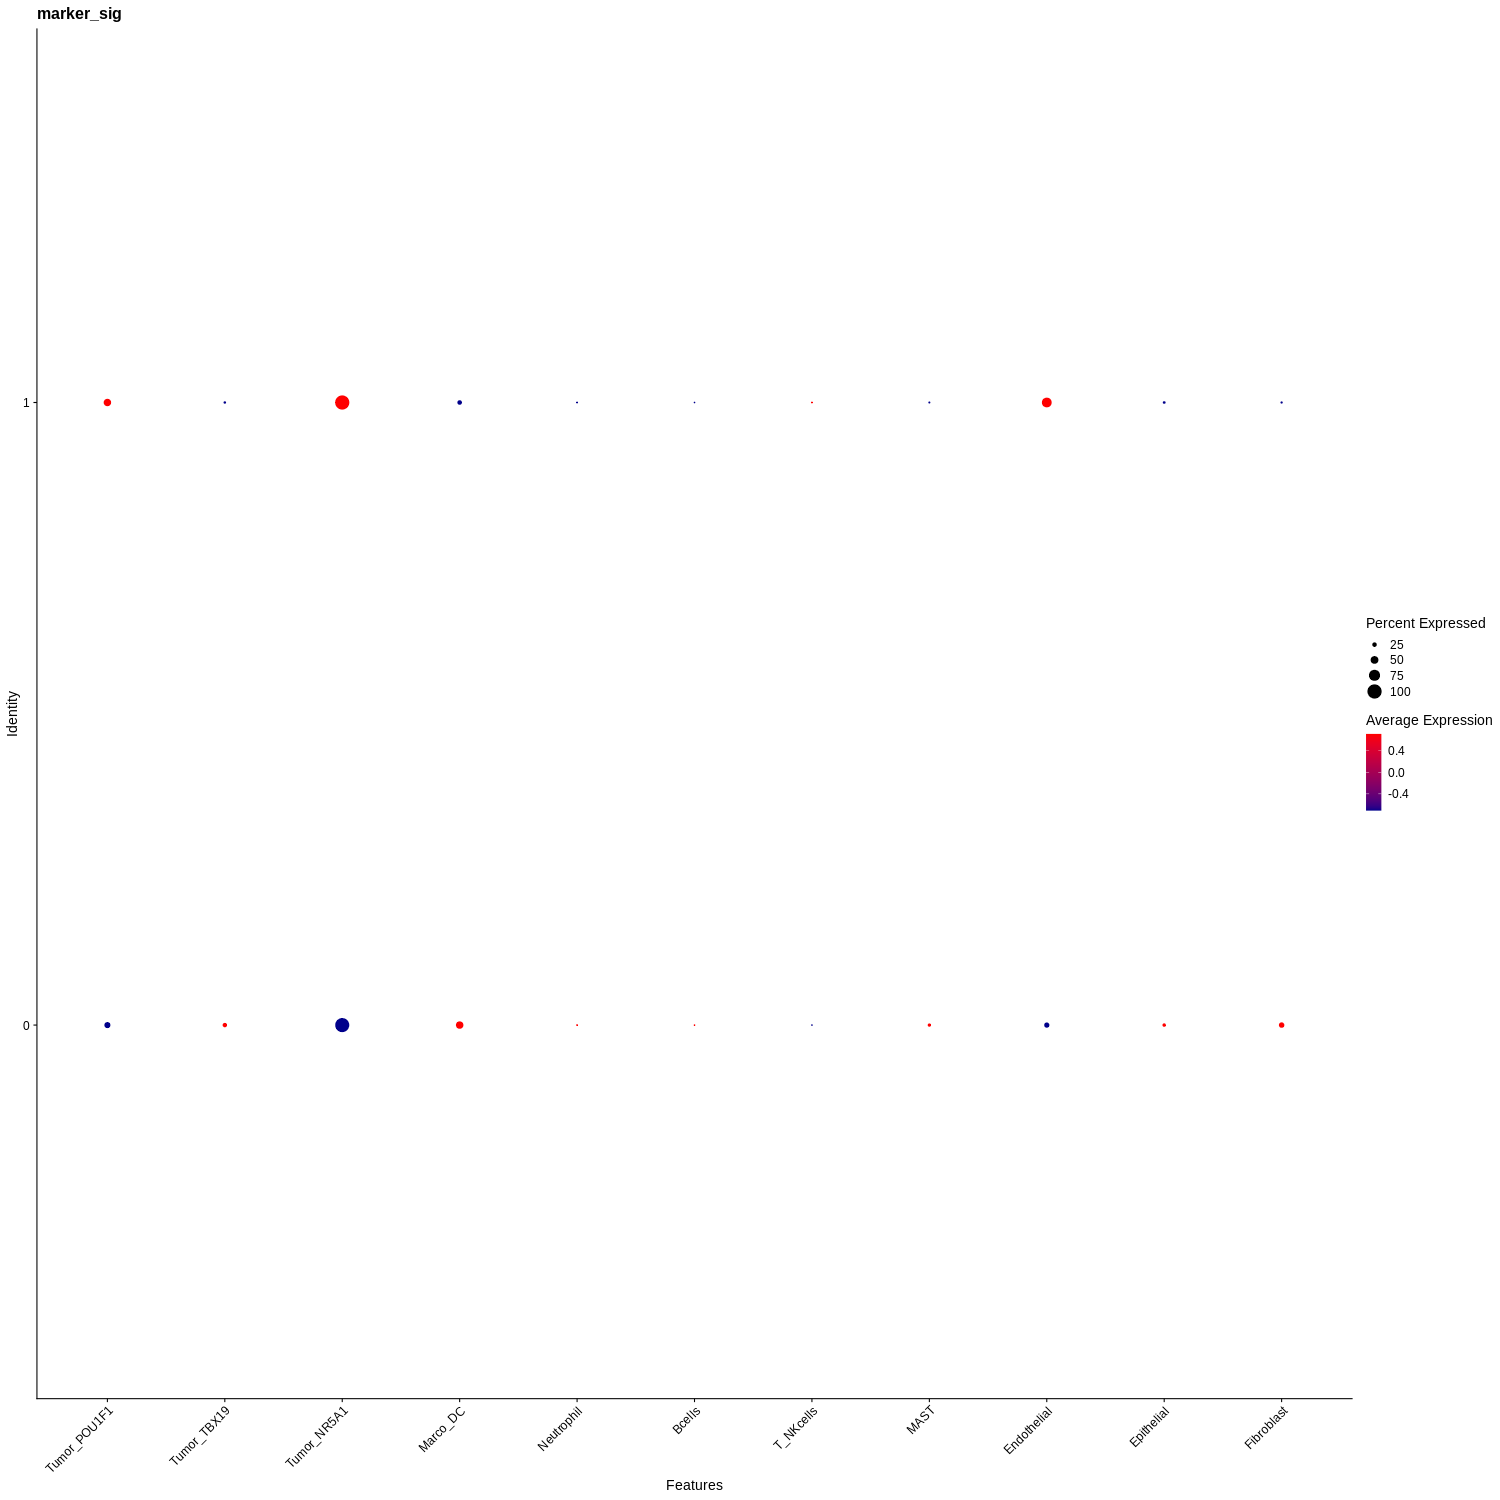 marker_sig
1
0
Identity
Tumor_POU1F1
Tumor_TBX19
Tumor_NR5A1
Marco_DC
Neutrophil
Bcells
T_NKcells
MAST
Endothelial
Epithelial
Fibroblast
Features
Percent Expressed
25
50
75
100
Average Expression
0.4
0.0
-0.4